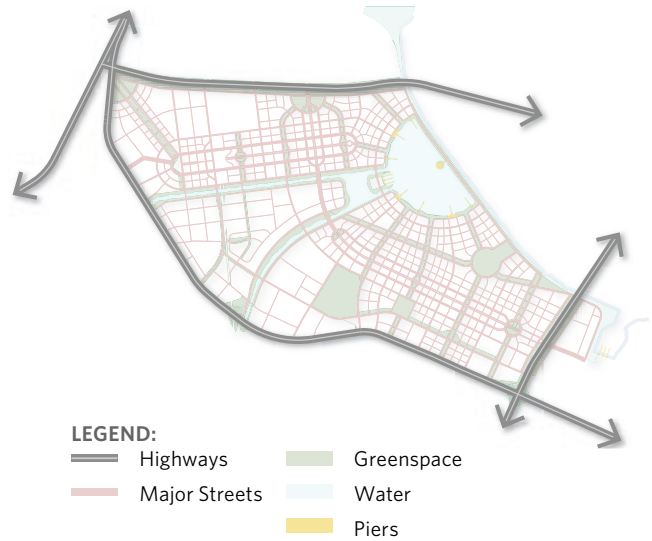 LEGEND:
Highways
Major Streets
Greenspace
Water
Piers